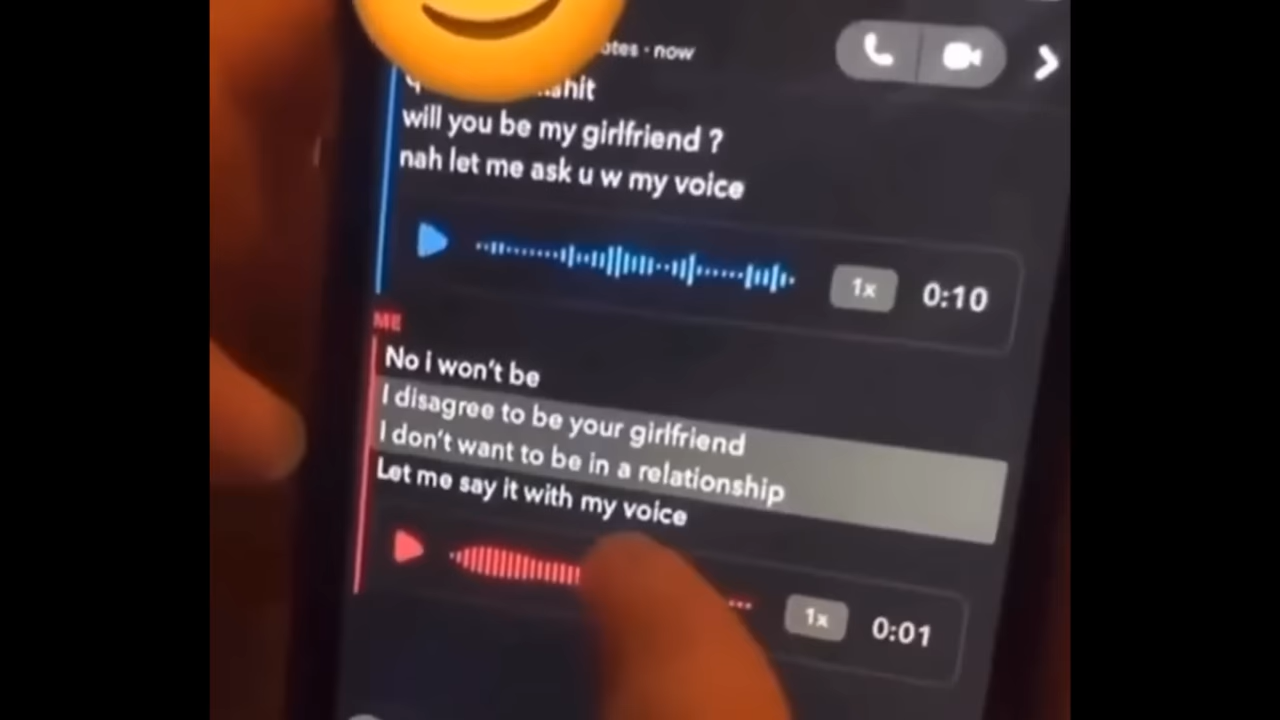 · now
will you be my girlfriend ?
nah let me ask u w my voice
1x 0:10
ME
No i won't be
I disagree to be your girlfriend
I don't want to be in a relationship
Let me say it with my voice
1x 0:01